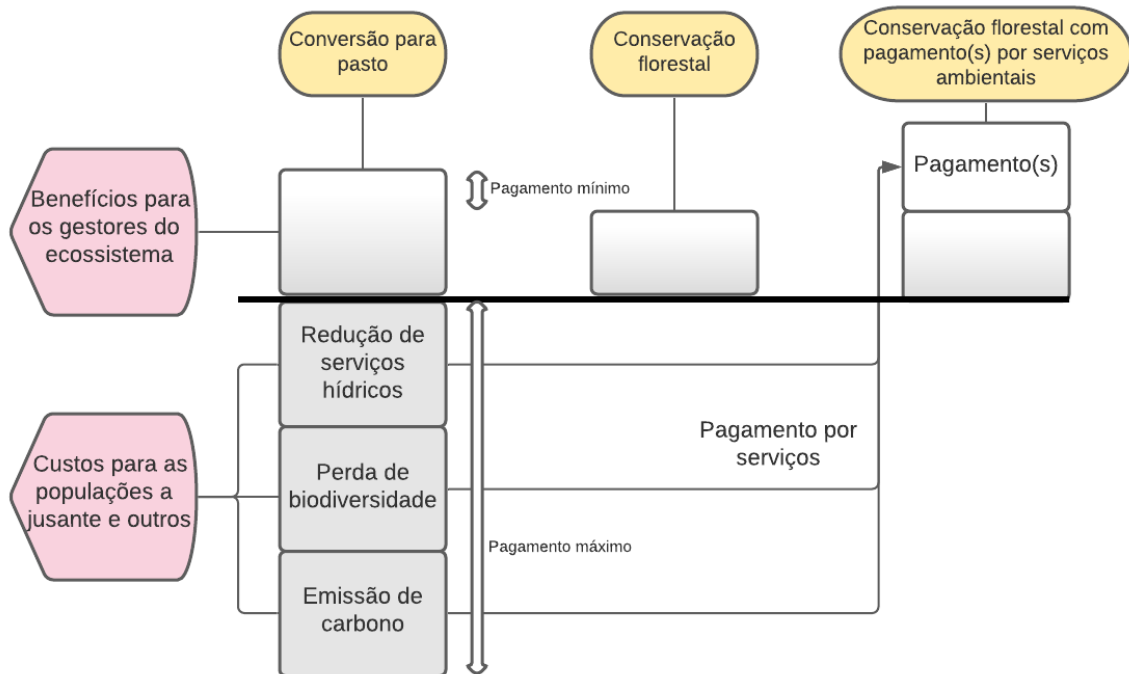 Conversão para
pasto
Conservação
florestal
Conservação florestal com
pagamento(s) por serviços
ambientais
Benefícios para
os gestores do
ecossistema
Pagamento mínimo
Pagamento(s)
Redução de
serviços
hídricos
Custos para as
populações a
jusante e outros
Perda de
biodiversidade
Pagamento por
serviços
Pagamento máximo
Emissão de
carbono